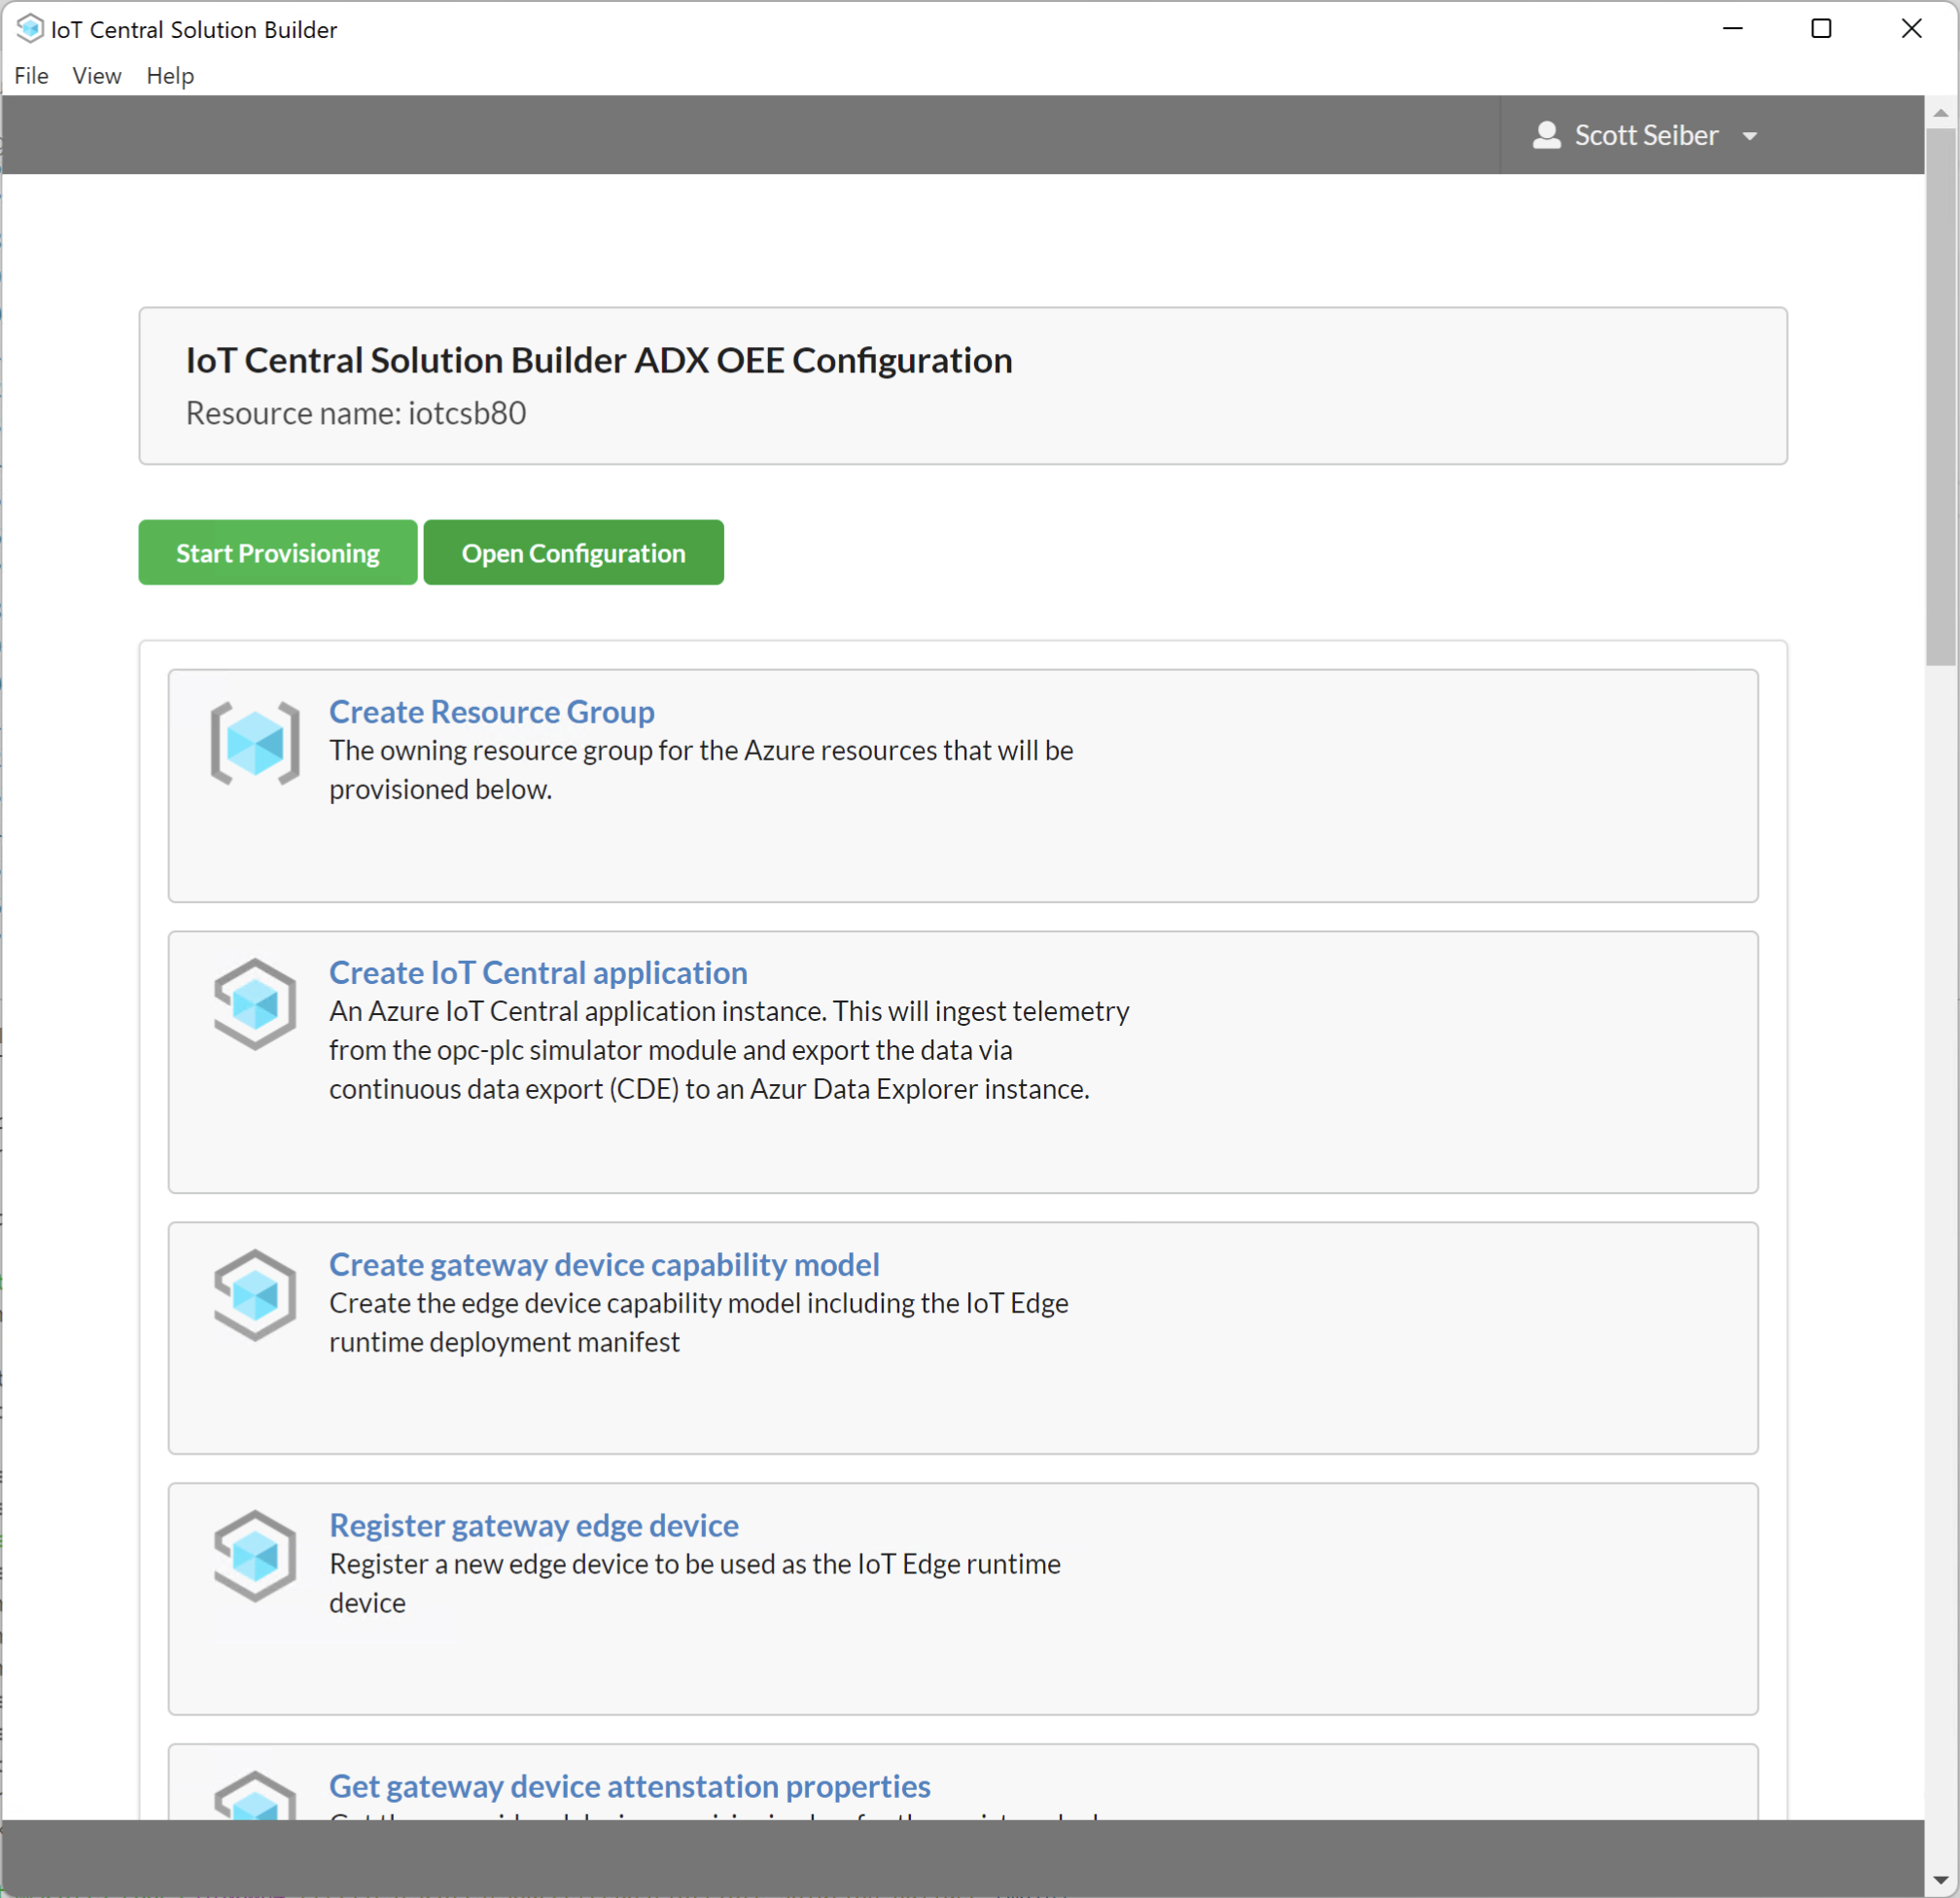 IoT Central Solution Builder
File View Help
Scott Seiber
IoT Central Solution Builder ADX OEE Configuration
Resource name: iotcsb80
Start Provisioning Open Configuration
Create Resource Group
The owning resource group for the Azure resources that will be
provisioned below.
Create IoT Central application
An Azure IoT Central application instance. This will ingest telemetry
from the opc-plc simulator module and export the data via
continuous data export (CDE) to an Azur Data Explorer instance.
Create gateway device capability model
Create the edge device capability model including the IoT Edge
runtime deployment manifest
Register gateway edge device
Register a new edge device to be used as the IoT Edge runtime
device
Get gateway device attenstation properties